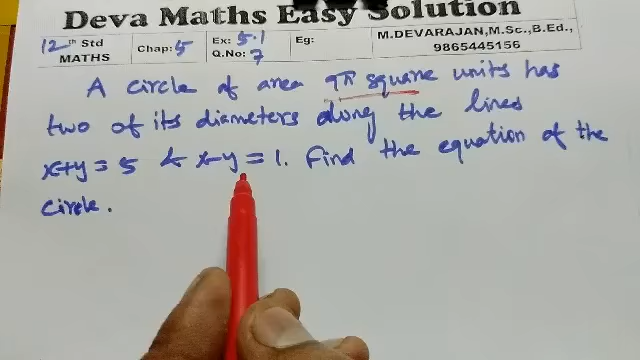 Deva Maths Easy Solution
12th Std MATHS
Chap: 5
Ex: 5.1
Q.No: 7
Eg:
M.DEVARAJAN,M.Sc.,B.Ed.,
9865445156
A circle of area 9π square units has
two of its diameters along the lines
x+y = 5 & x-y = 1. Find the equation of the
circle.